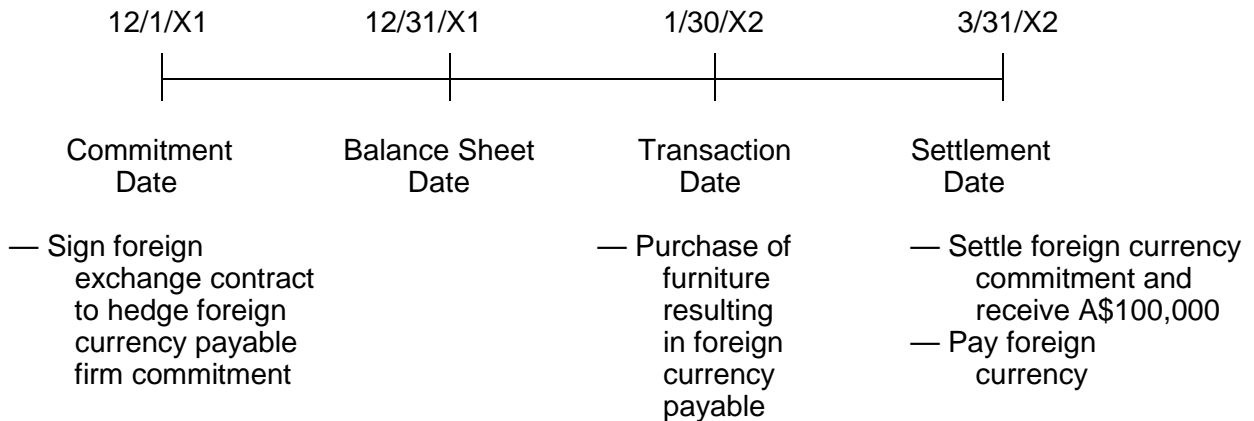 12/1/X1 12/31/X1 1/30/X2 3/31/X2
Commitment Date
Balance Sheet Date
Transaction Date
Settlement Date
— Sign foreign
exchange contract
to hedge foreign
currency payable
firm commitment
— Purchase of
furniture
resulting
in foreign
currency
payable
— Settle foreign currency
commitment and
receive A$100,000
— Pay foreign
currency